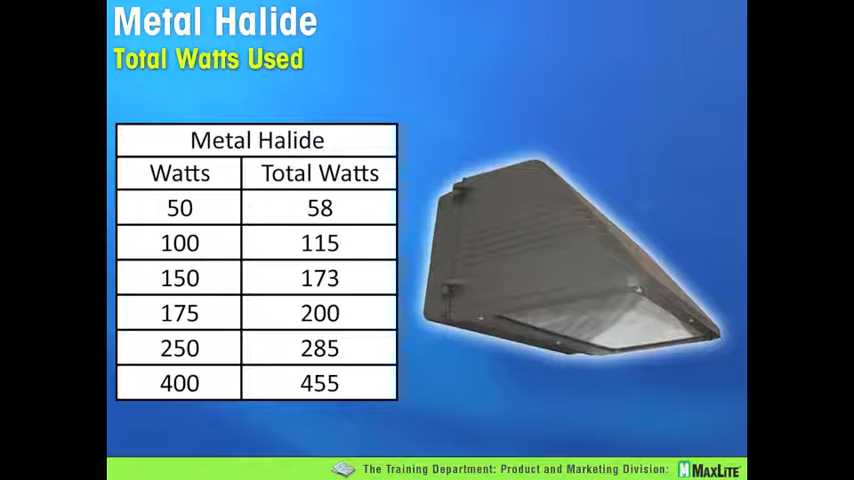 Metal Halide
Total Watts Used
Metal Halide
Watts Total Watts
50 58
100 115
150 173
175 200
250 285
400 455
The Training Department: Product and Marketing Division: MAXLITE